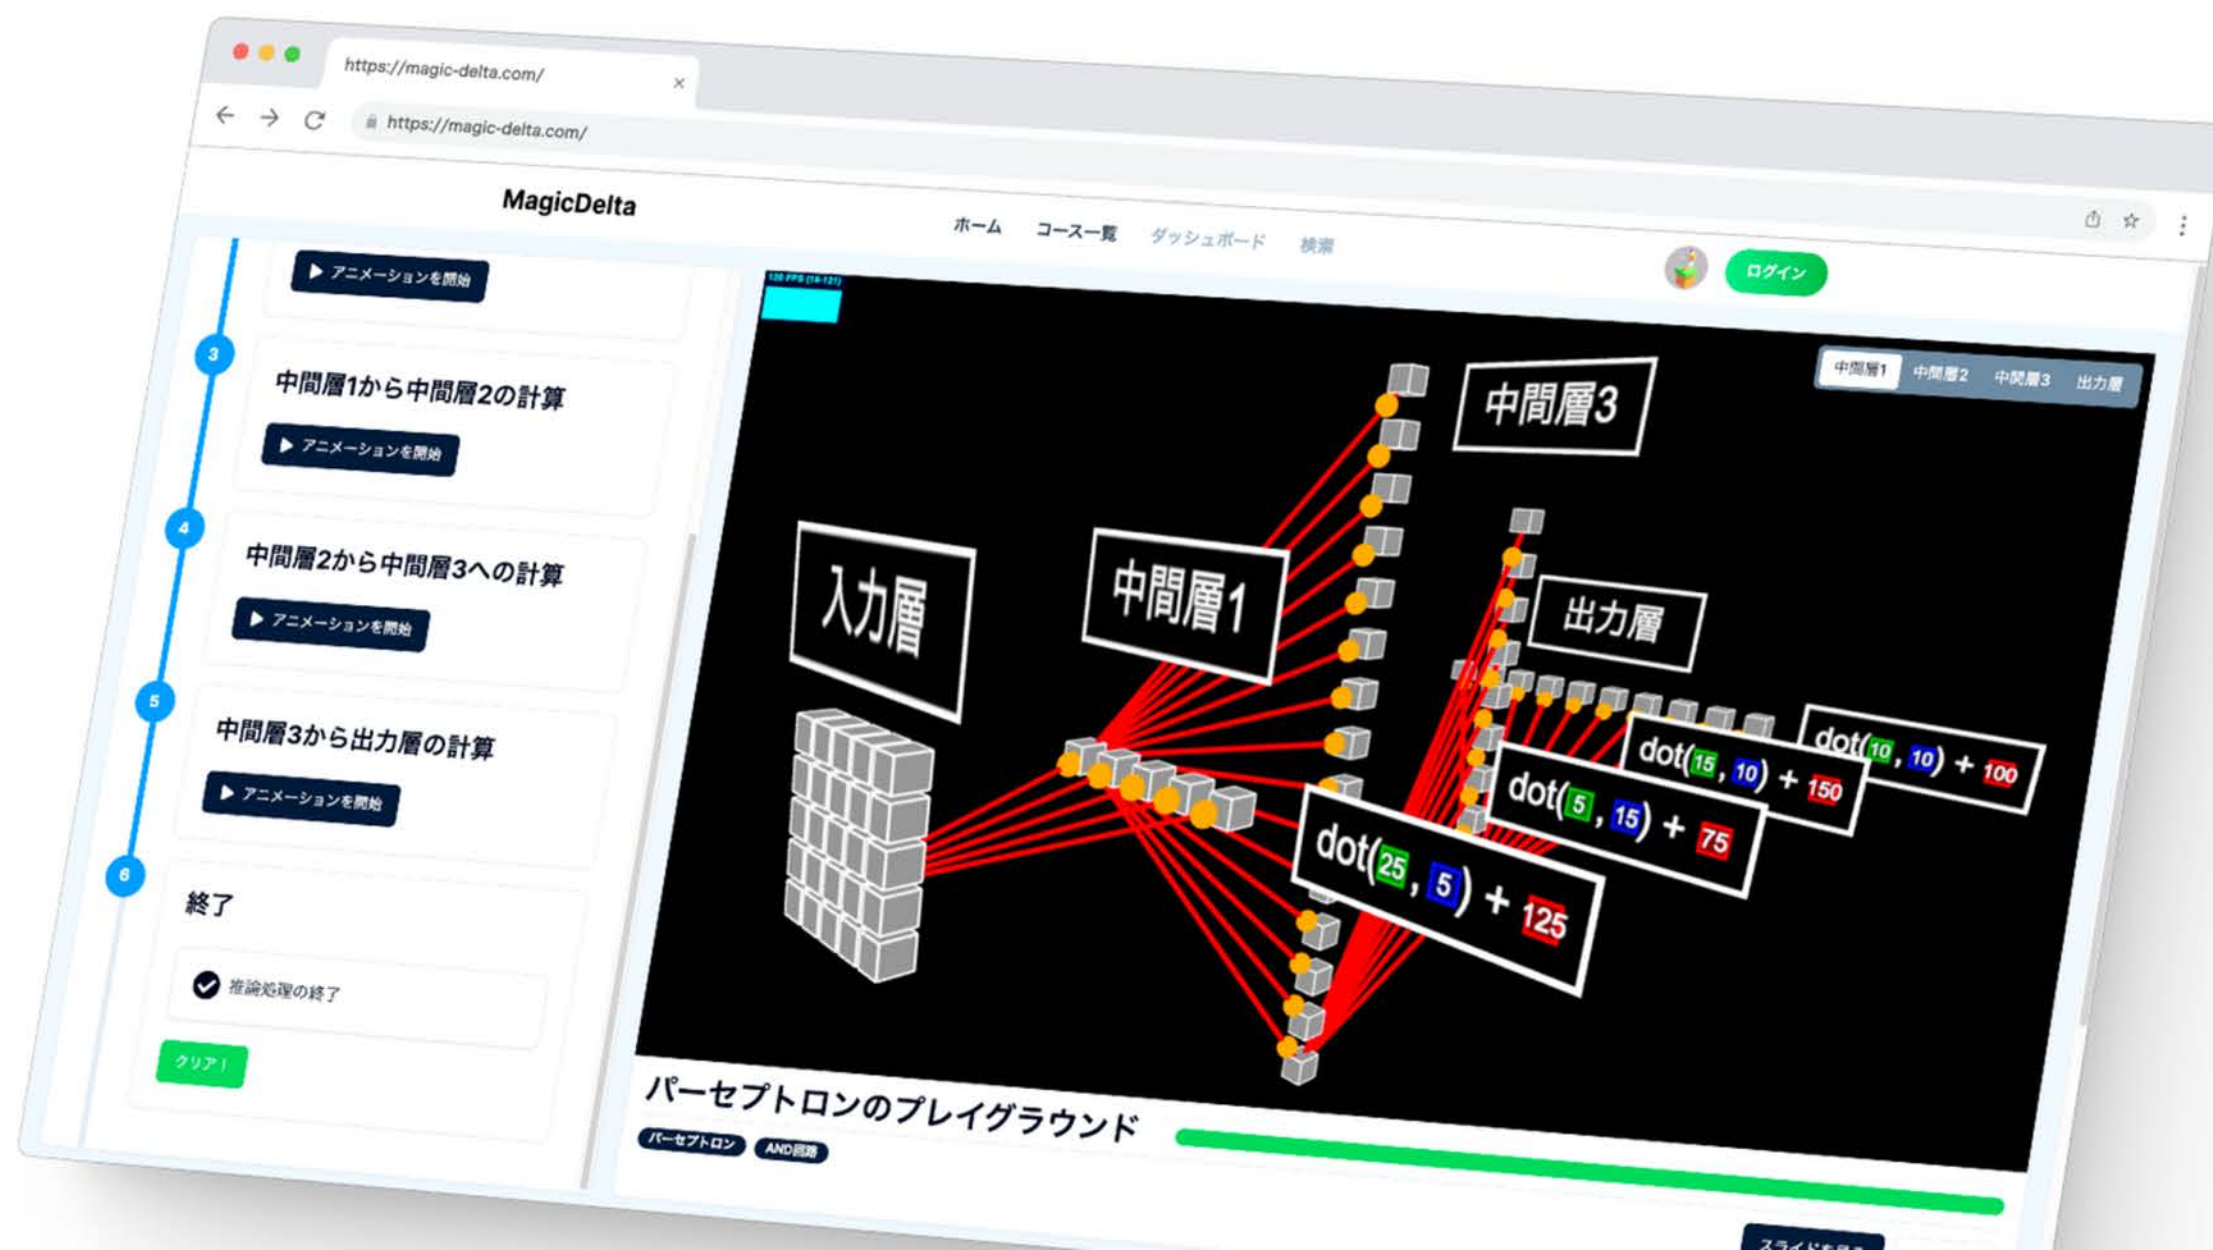 https://magic-delta.com/
https://magic-delta.com/
MagicDelta
ホーム コース一覧 ダッシュボード 検索
ログイン
アニメーションを開始
3
中間層1から中間層2の計算
アニメーションを開始
4
中間層2から中間層3への計算
アニメーションを開始
5
中間層3から出力層の計算
アニメーションを開始
6
終了
推論処理の終了
クリア！
120 FPS (14-121)
中間層1 中間層2 中間層3 出力層
中間層3
入力層
中間層1
出力層
dot(10, 10) + 100
dot(15, 10) + 150
dot(5, 15) + 75
dot(25, 5) + 125
パーセプトロンのプレイグラウンド
パーセプトロン AND回路